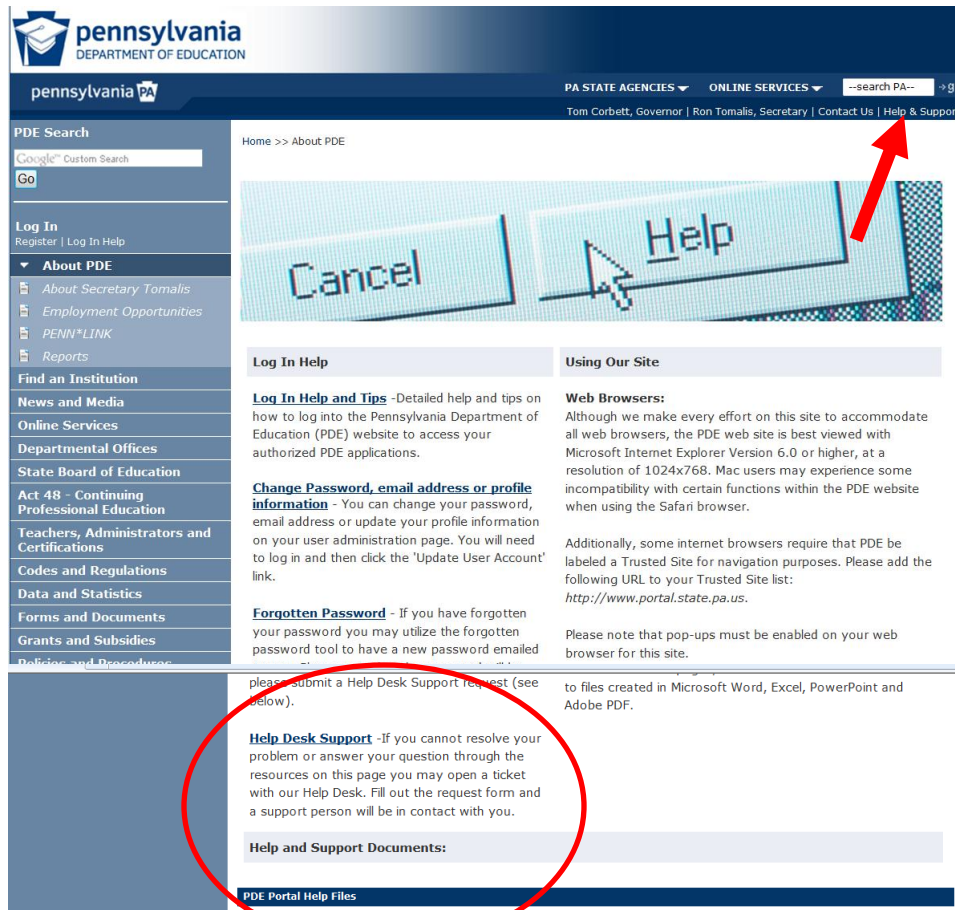 pennsylvania
DEPARTMENT OF EDUCATION
pennsylvania PA
PA STATE AGENCIES
ONLINE SERVICES
--search PA--
Tom Corbett, Governor | Ron Tomalis, Secretary | Contact Us | Help & Suppor
PDE Search
Google™ Custom Search
Go
Log In
Register | Log In Help
About PDE
About Secretary Tomalis
Employment Opportunities
PENN*LINK
Reports
Find an Institution
News and Media
Online Services
Departmental Offices
State Board of Education
Act 48 - Continuing
Professional Education
Teachers, Administrators and
Certifications
Codes and Regulations
Data and Statistics
Forms and Documents
Grants and Subsidies
Policies and Procedures
Home >> About PDE
Cancel
Help
Log In Help
Log In Help and Tips -Detailed help and tips on
how to log into the Pennsylvania Department of
Education (PDE) website to access your
authorized PDE applications.
Change Password, email address or profile
information - You can change your password,
email address or update your profile information
on your user administration page. You will need
to log in and then click the 'Update User Account'
link.
Forgotten Password - If you have forgotten
your password you may utilize the forgotten
password tool to have a new password emailed
please submit a Help Desk Support request (see
below).
Help Desk Support -If you cannot resolve your
problem or answer your question through the
resources on this page you may open a ticket
with our Help Desk. Fill out the request form and
a support person will be in contact with you.
Using Our Site
Web Browsers:
Although we make every effort on this site to accommodate
all web browsers, the PDE web site is best viewed with
Microsoft Internet Explorer Version 6.0 or higher, at a
resolution of 1024x768. Mac users may experience some
incompatibility with certain functions within the PDE website
when using the Safari browser.
Additionally, some internet browsers require that PDE be
labeled a Trusted Site for navigation purposes. Please add the
following URL to your Trusted Site list:
http://www.portal.state.pa.us.
Please note that pop-ups must be enabled on your web
browser for this site.
to files created in Microsoft Word, Excel, PowerPoint and
Adobe PDF.
Help and Support Documents:
PDE Portal Help Files